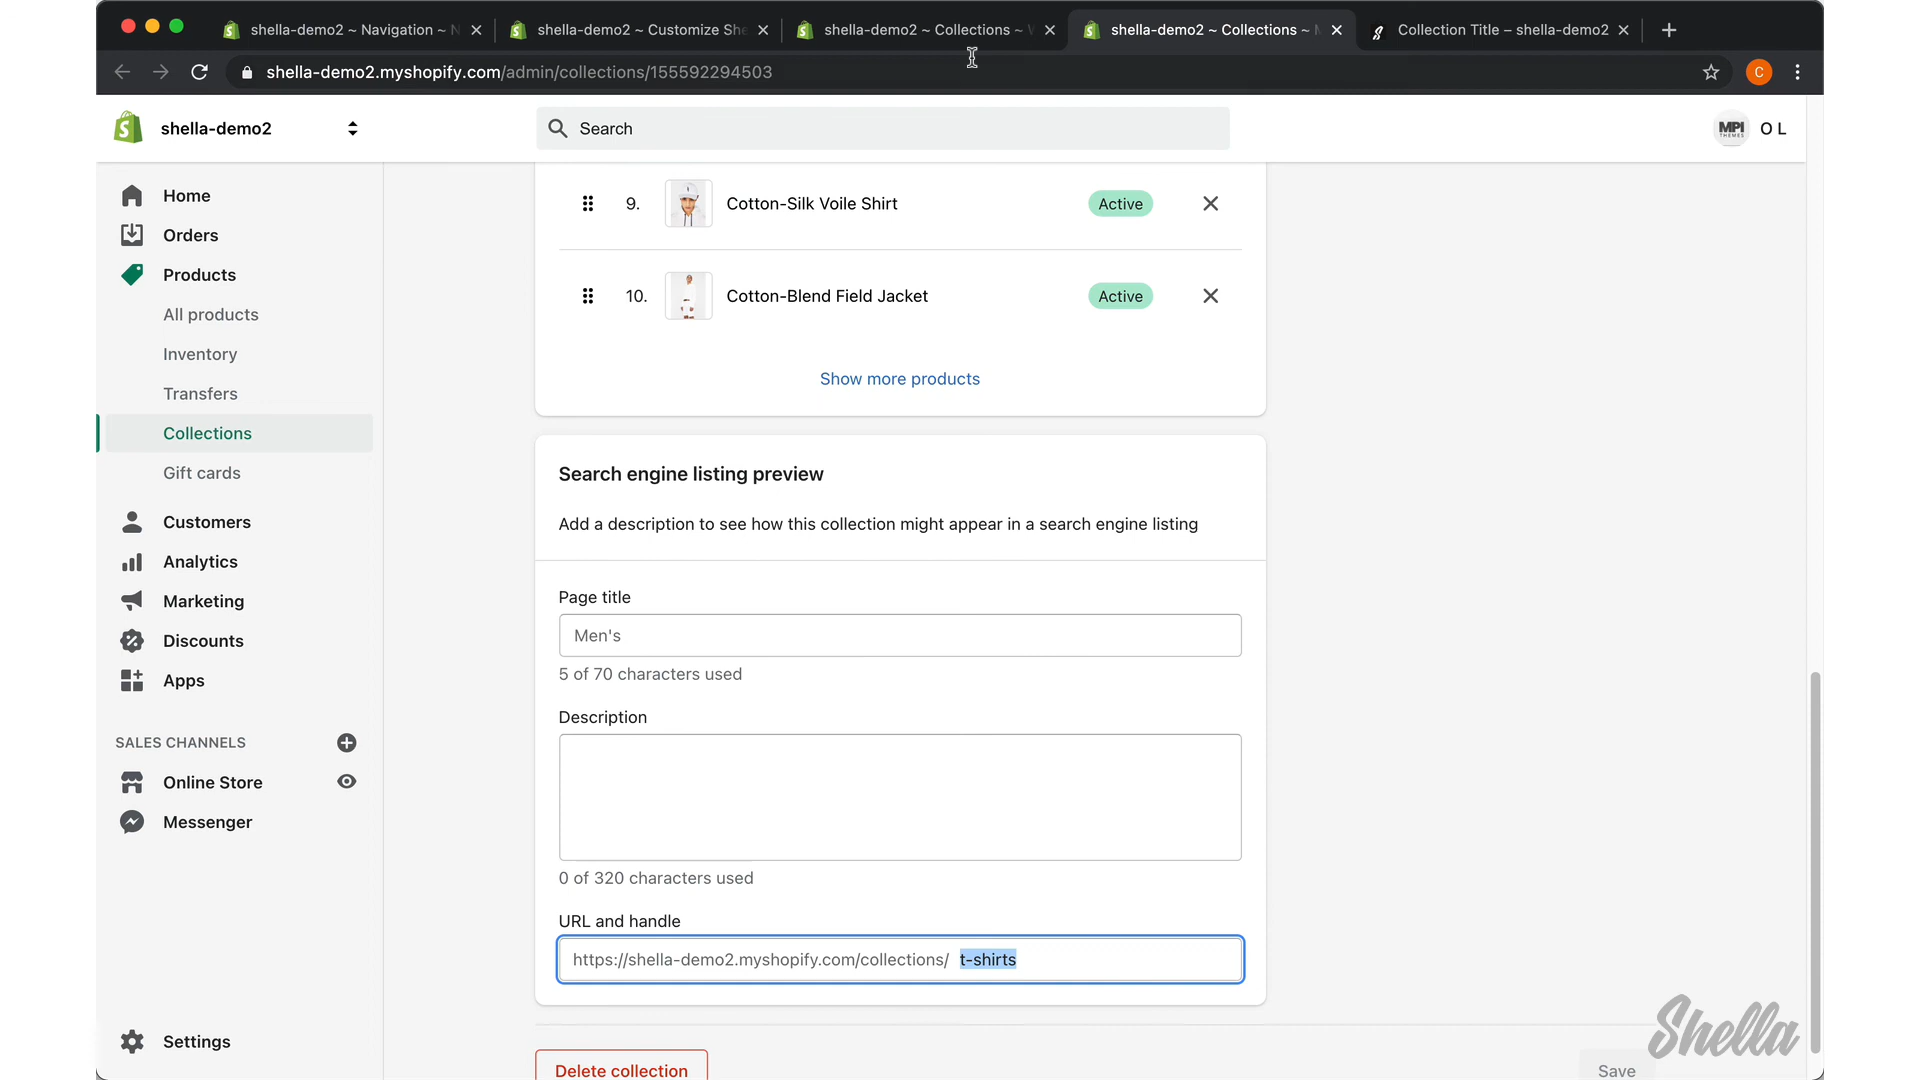 shella-demo2 ~ Navigation ~ N
shella-demo2 ~ Customize She
shella-demo2 ~ Collections ~ W
shella-demo2 ~ Collections ~ M
Collection Title – shella-demo2
shella-demo2.myshopify.com/admin/collections/155592294503
C
shella-demo2
Search
MPI
THEMES
O L
Home
Orders
Products
All products
Inventory
Transfers
Collections
Gift cards
Customers
Analytics
Marketing
Discounts
Apps
SALES CHANNELS
Online Store
Messenger
Settings
9. Cotton-Silk Voile Shirt Active
10. Cotton-Blend Field Jacket Active
Show more products
Search engine listing preview
Add a description to see how this collection might appear in a search engine listing
Page title
Men's
5 of 70 characters used
Description
0 of 320 characters used
URL and handle
https://shella-demo2.myshopify.com/collections/ t-shirts
Delete collection
Save
Shella